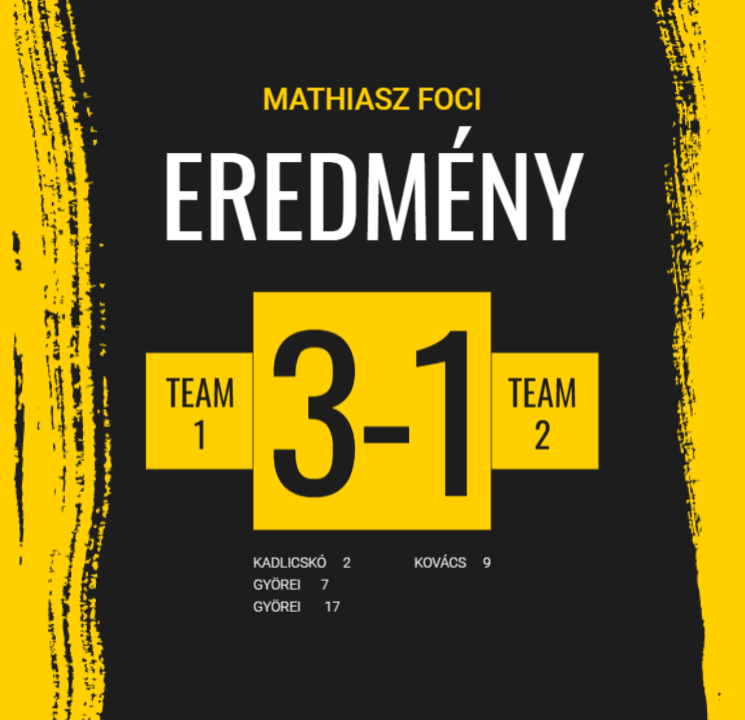 MATHIASZ FOCI
EREDMÉNY
TEAM 1
3-1
TEAM 2
KADLICSKÓ 2
GYÖREI 7
GYÖREI 17
KOVÁCS 9